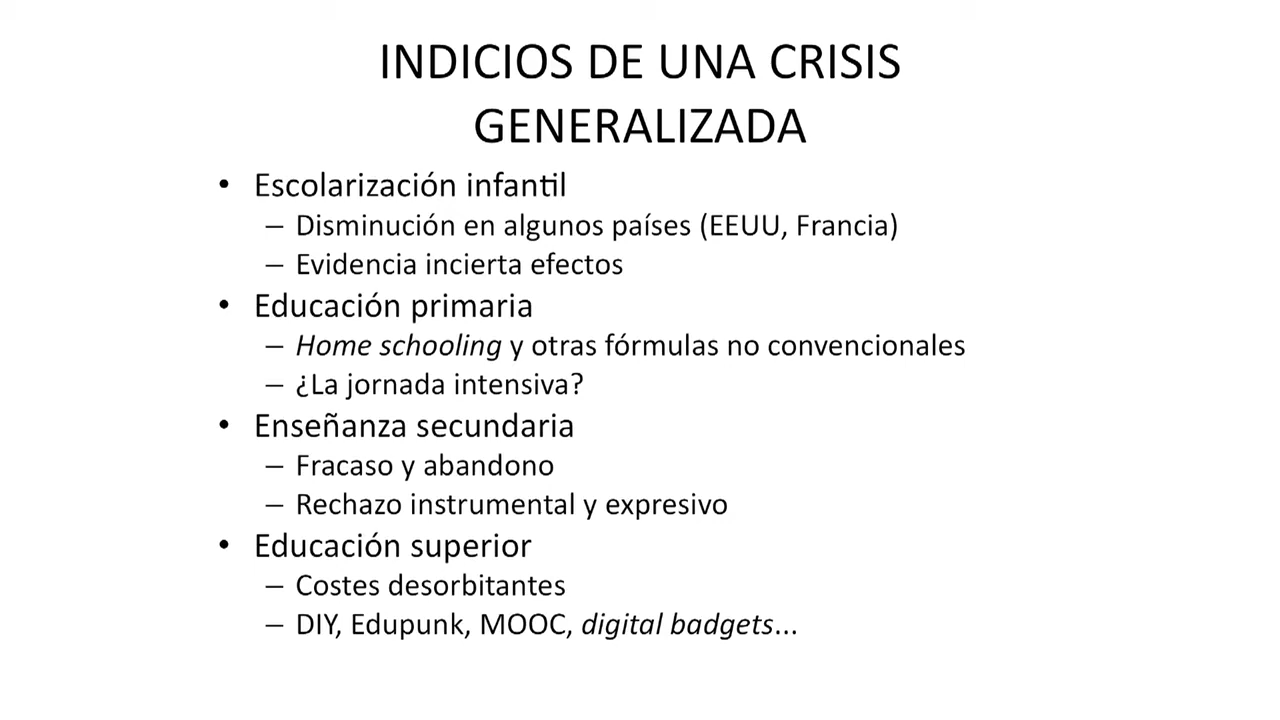 INDICIOS DE UNA CRISIS
GENERALIZADA
• Escolarización infantil
– Disminución en algunos países (EEUU, Francia)
– Evidencia incierta efectos
• Educación primaria
– Home schooling y otras fórmulas no convencionales
– ¿La jornada intensiva?
• Enseñanza secundaria
– Fracaso y abandono
– Rechazo instrumental y expresivo
• Educación superior
– Costes desorbitantes
– DIY, Edupunk, MOOC, digital badgets...